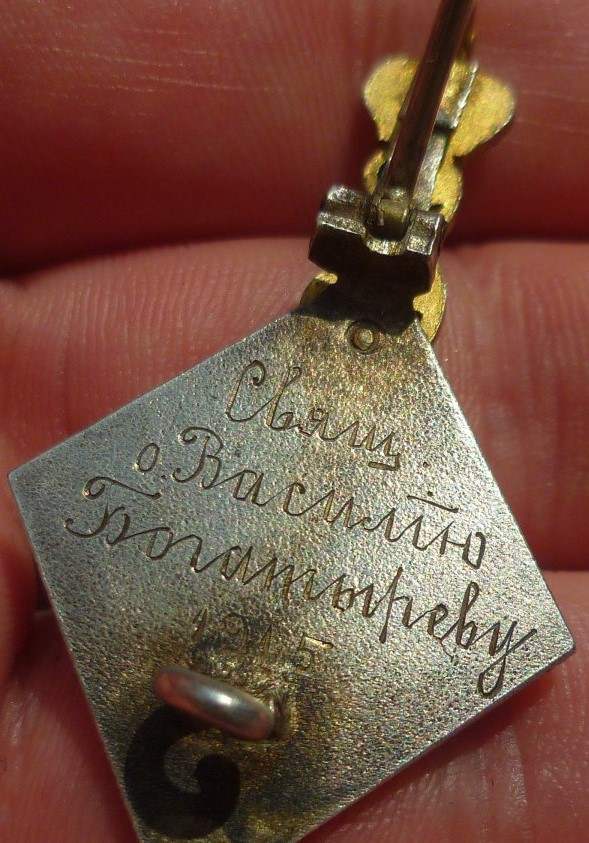 Свящ.
о. Василію
Богатыреву
1915